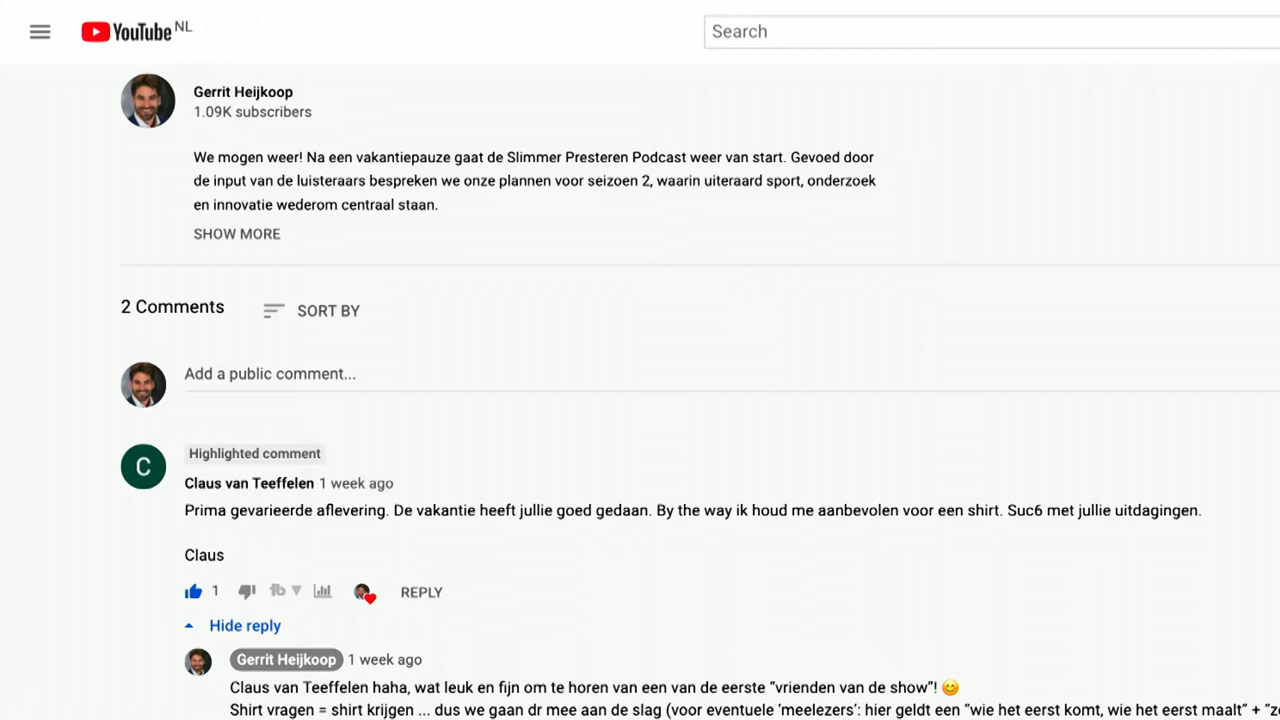 YouTube NL
Search
Gerrit Heijkoop
1.09K subscribers
We mogen weer! Na een vakantiepauze gaat de Slimmer Presteren Podcast weer van start. Gevoed door
de input van de luisteraars bespreken we onze plannen voor seizoen 2, waarin uiteraard sport, onderzoek
en innovatie wederom centraal staan.
SHOW MORE
2 Comments
SORT BY
Add a public comment...
C
Highlighted comment
Claus van Teeffelen 1 week ago
Prima gevarieerde aflevering. De vakantie heeft jullie goed gedaan. By the way ik houd me aanbevolen voor een shirt. Suc6 met jullie uitdagingen.
Claus
1
tb
REPLY
Hide reply
Gerrit Heijkoop 1 week ago
Claus van Teeffelen haha, wat leuk en fijn om te horen van een van de eerste "vrienden van de show"! 😊
Shirt vragen = shirt krijgen ... dus we gaan dr mee aan de slag (voor eventuele 'meelezers': hier geldt een "wie het eerst komt, wie het eerst maalt" +